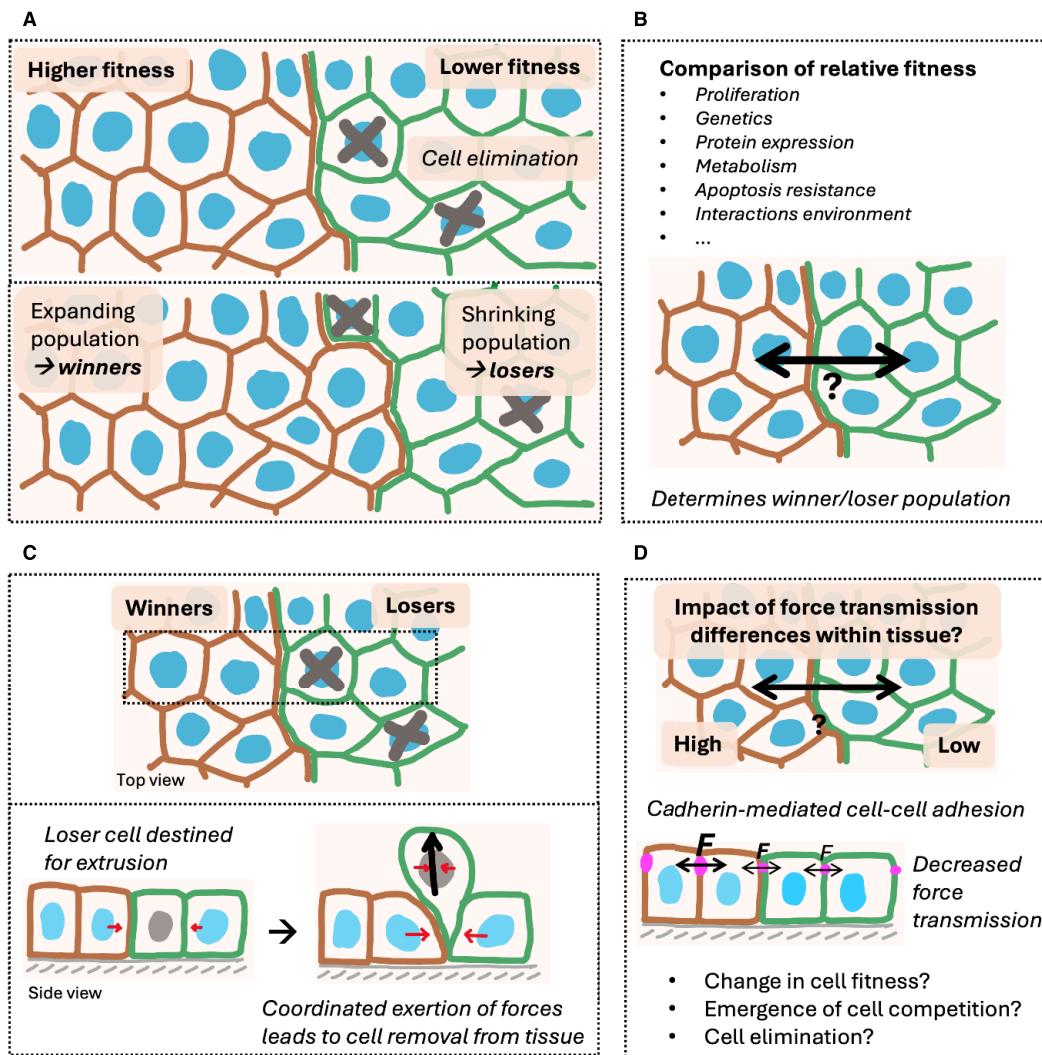 A
Higher fitness
Lower fitness
Cell elimination
Expanding
population
→ winners
Shrinking
population
→ losers
B
Comparison of relative fitness
• Proliferation
• Genetics
• Protein expression
• Metabolism
• Apoptosis resistance
• Interactions environment
• ...
?
Determines winner/loser population
C
Winners
Losers
Top view
Loser cell destined
for extrusion
→
Side view
Coordinated exertion of forces
leads to cell removal from tissue
D
Impact of force transmission
differences within tissue?
?
High
Low
Cadherin-mediated cell-cell adhesion
F F F
Decreased
force
transmission
• Change in cell fitness?
• Emergence of cell competition?
• Cell elimination?